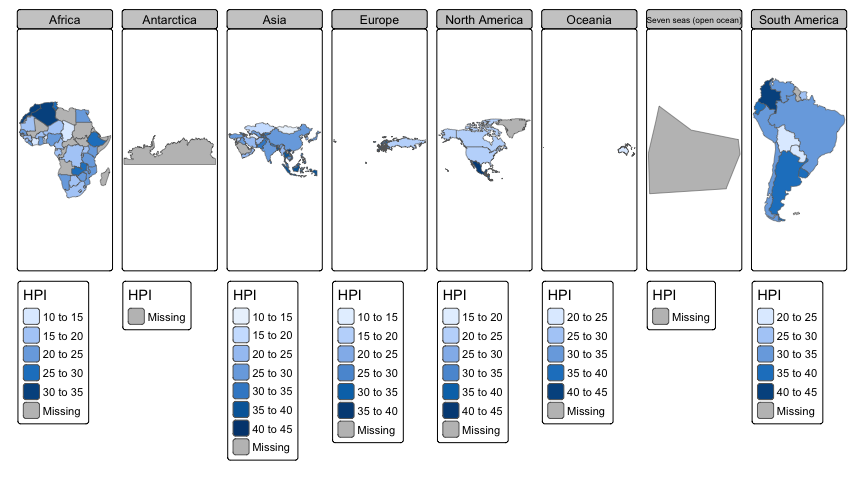 Africa
Antarctica
Asia
Europe
North America
Oceania
Seven seas (open ocean)
South America
HPI
10 to 15
15 to 20
20 to 25
25 to 30
30 to 35
Missing
HPI
Missing
HPI
10 to 15
15 to 20
20 to 25
25 to 30
30 to 35
35 to 40
40 to 45
Missing
HPI
10 to 15
15 to 20
20 to 25
25 to 30
30 to 35
35 to 40
Missing
HPI
15 to 20
20 to 25
25 to 30
30 to 35
35 to 40
40 to 45
Missing
HPI
20 to 25
25 to 30
30 to 35
35 to 40
40 to 45
Missing
HPI
Missing
HPI
20 to 25
25 to 30
30 to 35
35 to 40
40 to 45
Missing